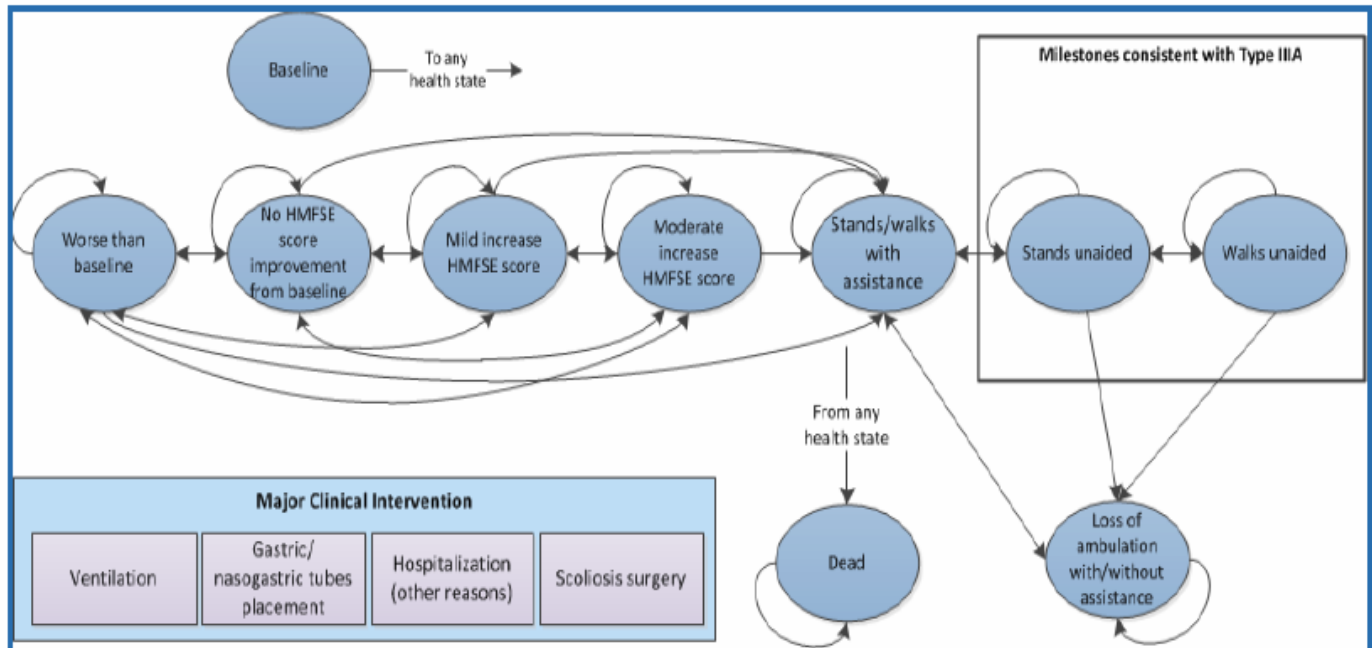 Baseline
To any
health state
Milestones consistent with Type IIIA
Worse than
baseline
No HMFSE
score
improvement
from baseline
Mild increase
HMFSE score
Moderate
increase
HMFSE score
Stands/walks
with
assistance
Stands unaided
Walks unaided
From any
health state
Major Clinical Intervention
Ventilation
Gastric/
nasogastric tubes
placement
Hospitalization
(other reasons)
Scoliosis surgery
Dead
Loss of
ambulation
with/without
assistance